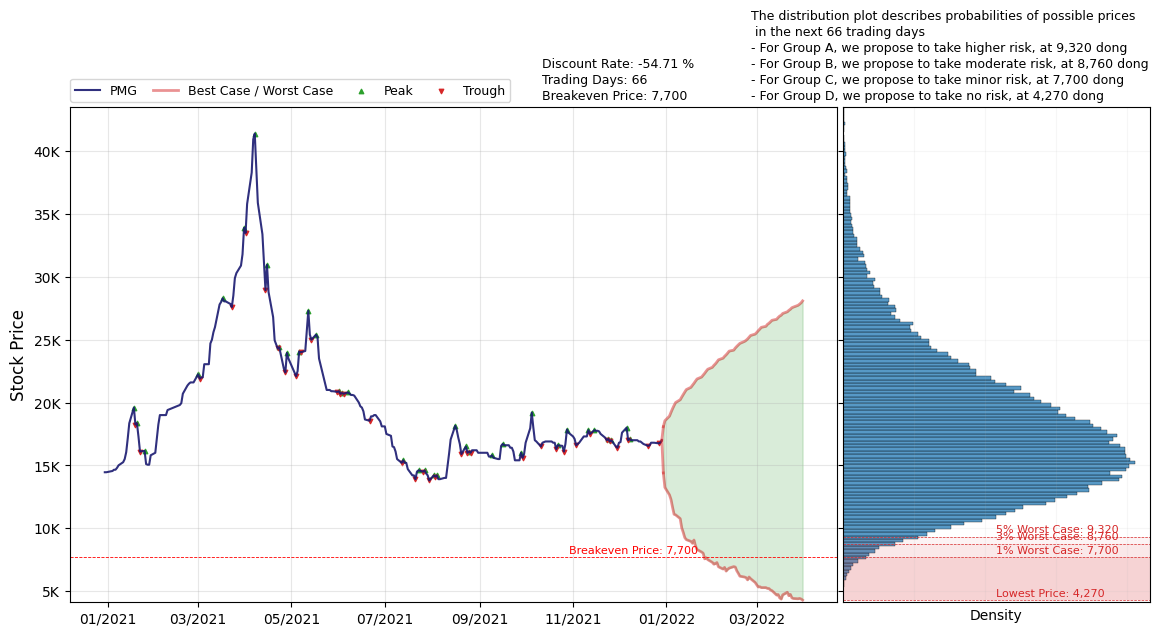 The distribution plot describes probabilities of possible prices
in the next 66 trading days
- For Group A, we propose to take higher risk, at 9,320 dong
- For Group B, we propose to take moderate risk, at 8,760 dong
- For Group C, we propose to take minor risk, at 7,700 dong
- For Group D, we propose to take no risk, at 4,270 dong
Discount Rate: -54.71 %
Trading Days: 66
Breakeven Price: 7,700
PMG
Best Case / Worst Case
Peak
Trough
Stock Price
40K
35K
30K
25K
20K
15K
10K
5K
Breakeven Price: 7,700
5% Worst Case: 9,320
3% Worst Case: 8,760
1% Worst Case: 7,700
Lowest Price: 4,270
01/2021
03/2021
05/2021
07/2021
09/2021
11/2021
01/2022
03/2022
Density